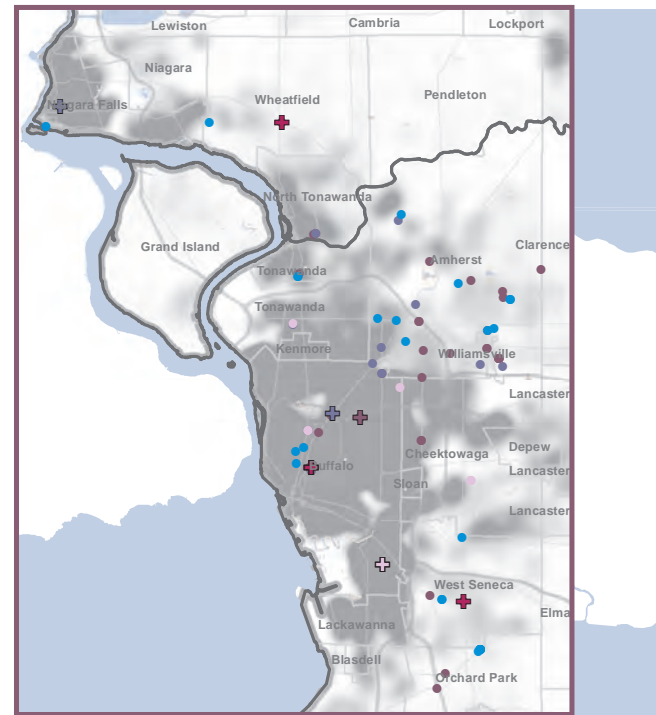 Lewiston
Cambria
Lockport
Niagara
Pendleton
Wheatfield
Niagara Falls
North Tonawanda
Grand Island
Clarence
Amherst
Tonawanda
Tonawanda
Kenmore
Williamsville
Lancaster
Depew
Cheektowaga
Buffalo
Lancaster
Sloan
Lancaster
West Seneca
Elma
Lackawanna
Blasdell
Orchard Park